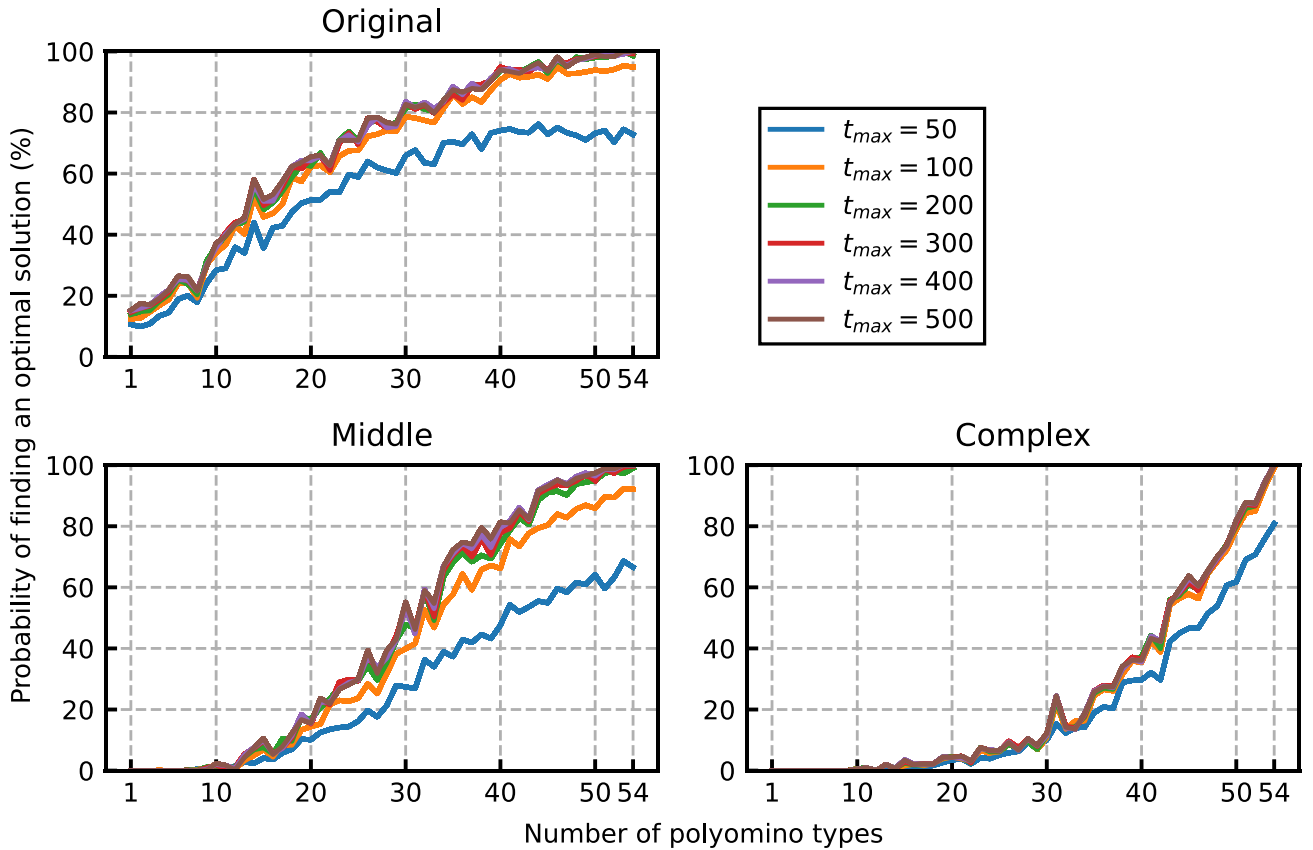 Original
Probability of finding an optimal solution (%)
100
80
60
40
20
0
1 10 20 30 40 50 54
t_max = 50
t_max = 100
t_max = 200
t_max = 300
t_max = 400
t_max = 500
Middle
100
80
60
40
20
0
1 10 20 30 40 50 54
Complex
100
80
60
40
20
0
1 10 20 30 40 50 54
Number of polyomino types